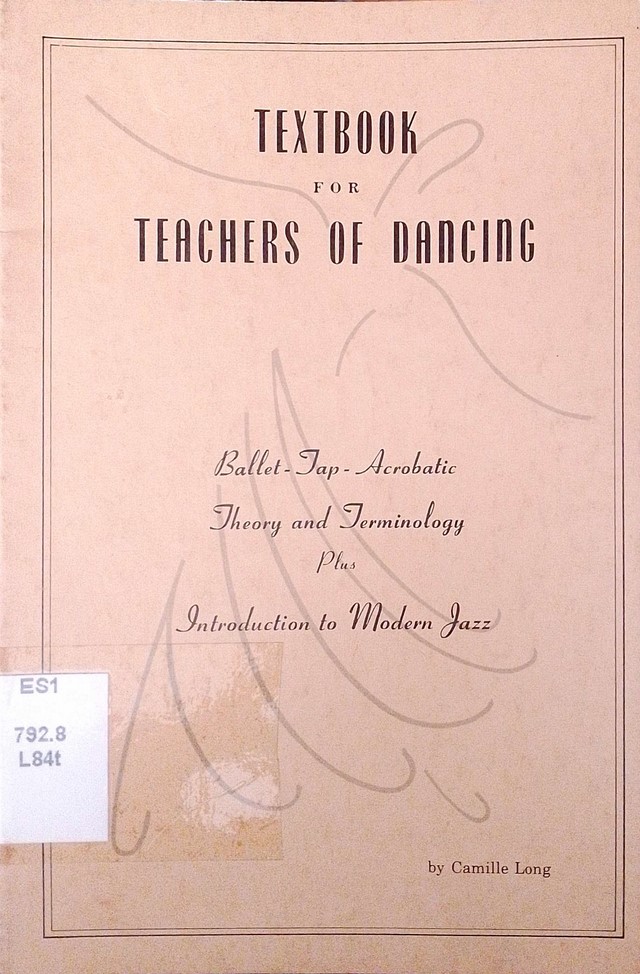 TEXTBOOK
FOR
TEACHERS OF DANCING
Ballet-Tap-Acrobatic
Theory and Terminology
Plus
Introduction to Modern Jazz
ES1
792.8
L84t
by Camille Long